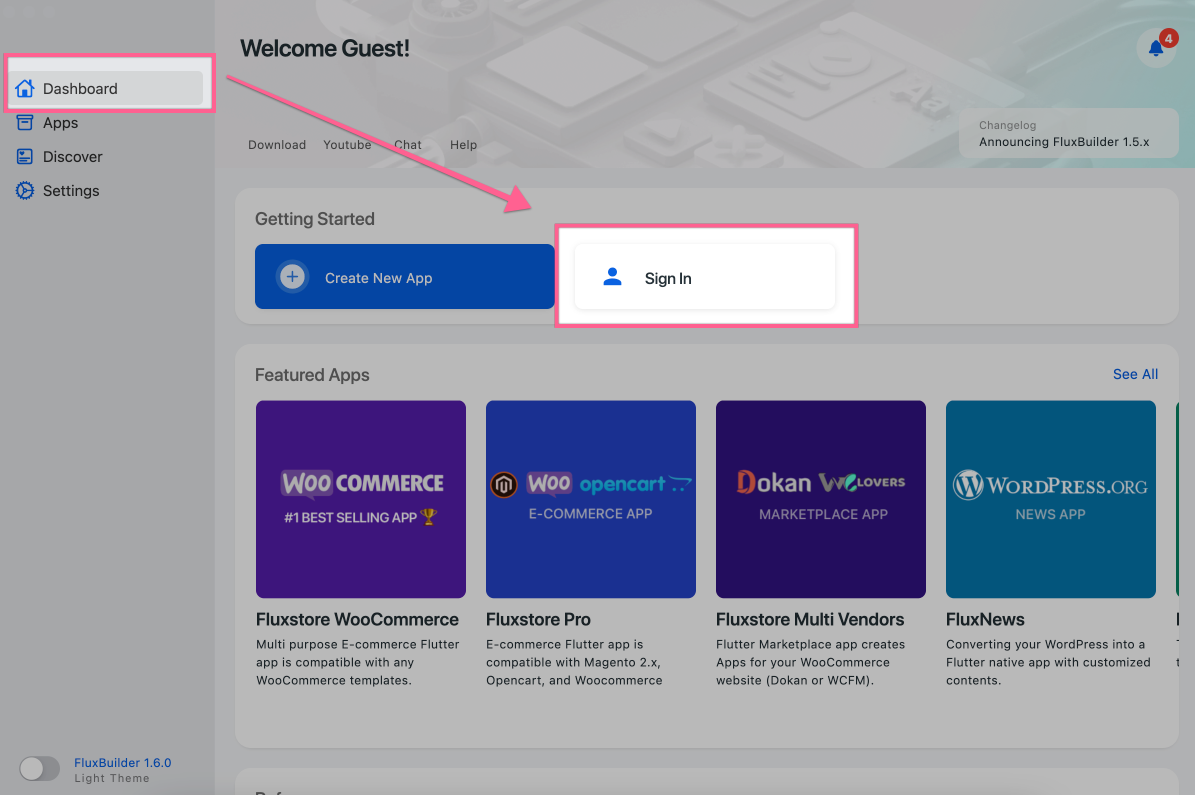 Welcome Guest!
4
Dashboard
Apps
Discover
Settings
Download Youtube Chat Help
Changelog
Announcing FluxBuilder 1.5.x
Getting Started
Create New App
Sign In
Featured Apps
See All
WOO COMMERCE
#1 BEST SELLING APP
WOO opencart
E-COMMERCE APP
Dokan WCLOVERS
MARKETPLACE APP
WORDPRESS.ORG
NEWS APP
Fluxstore WooCommerce
Multi purpose E-commerce Flutter
app is compatible with any
WooCommerce templates.
Fluxstore Pro
E-commerce Flutter app is
compatible with Magento 2.x,
Opencart, and Woocommerce
Fluxstore Multi Vendors
Flutter Marketplace app creates
Apps for your WooCommerce
website (Dokan or WCFM).
FluxNews
Converting your WordPress into a
Flutter native app with customized
contents.
FluxBuilder 1.6.0
Light Theme
Aa